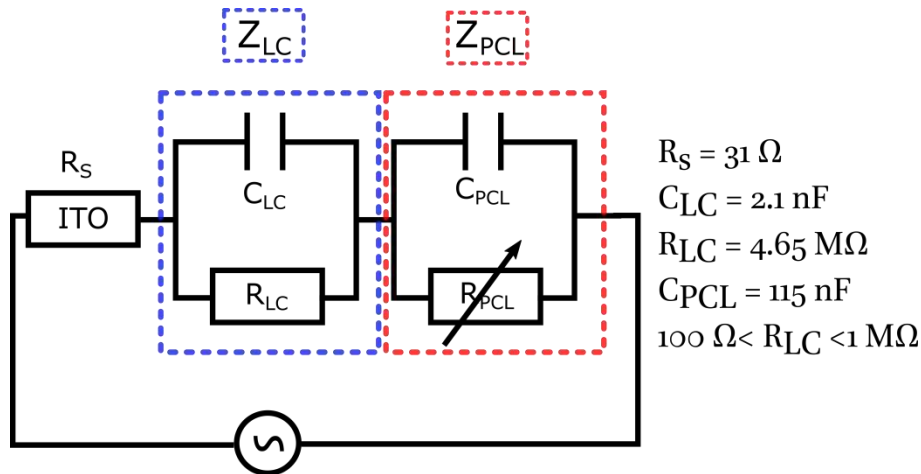 Z_LC
Z_PCL
R_S
ITO
C_LC
R_LC
C_PCL
R_PCL
R_s = 31 Ω
C_LC = 2.1 nF
R_LC = 4.65 MΩ
C_PCL = 115 nF
100 Ω< R_LC <1 MΩ